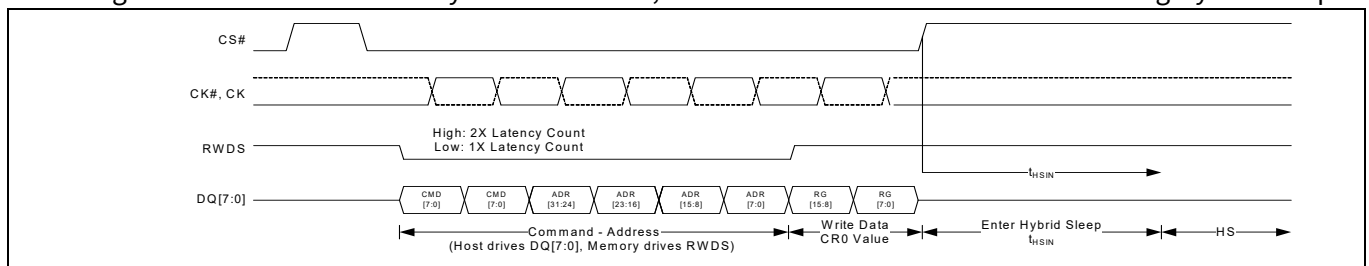 CS#
CK#, CK
High: 2X Latency Count
Low: 1X Latency Count
RWDS
tHSIN
DQ[7:0]
CMD [7:0] CMD [7:0] ADR [31:24] ADR [23:16] ADR [15:8] ADR [7:0] RG [15:8] RG [7:0]
Command - Address
(Host drives DQ[7:0], Memory drives RWDS)
Write Data
CR0 Value
Enter Hybrid Sleep
tHSIN
HS